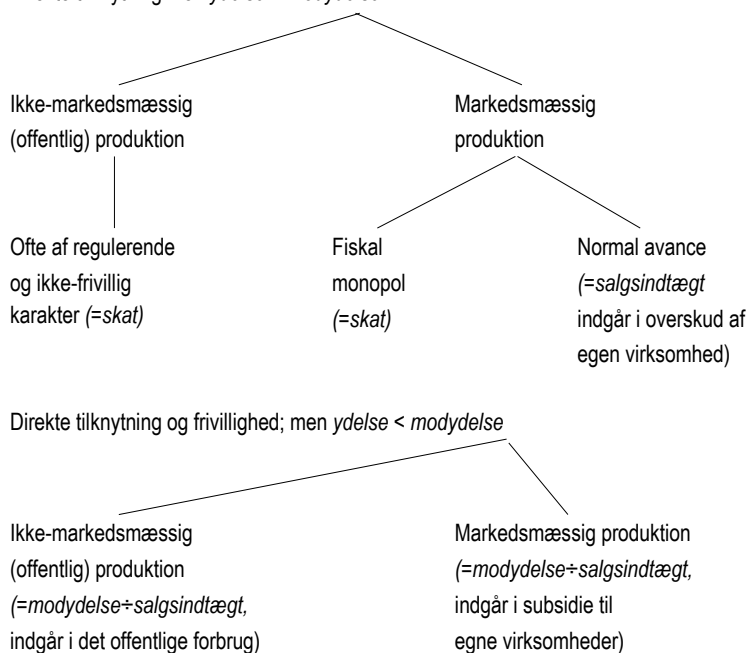 Ikke-markedsmæssig
(offentlig) produktion
Markedsmæssig
produktion
Ofte af regulerende
og ikke-frivillig
karakter (=skat)
Fiskal
monopol
(=skat)
Normal avance
(=salgsindtægt
indgår i overskud af
egen virksomhed)
Direkte tilknytning og frivillighed; men ydelse < modydelse
Ikke-markedsmæssig
(offentlig) produktion
(=modydelse÷salgsindtægt,
indgår i det offentlige forbrug)
Markedsmæssig produktion
(=modydelse÷salgsindtægt,
indgår i subsidie til
egne virksomheder)